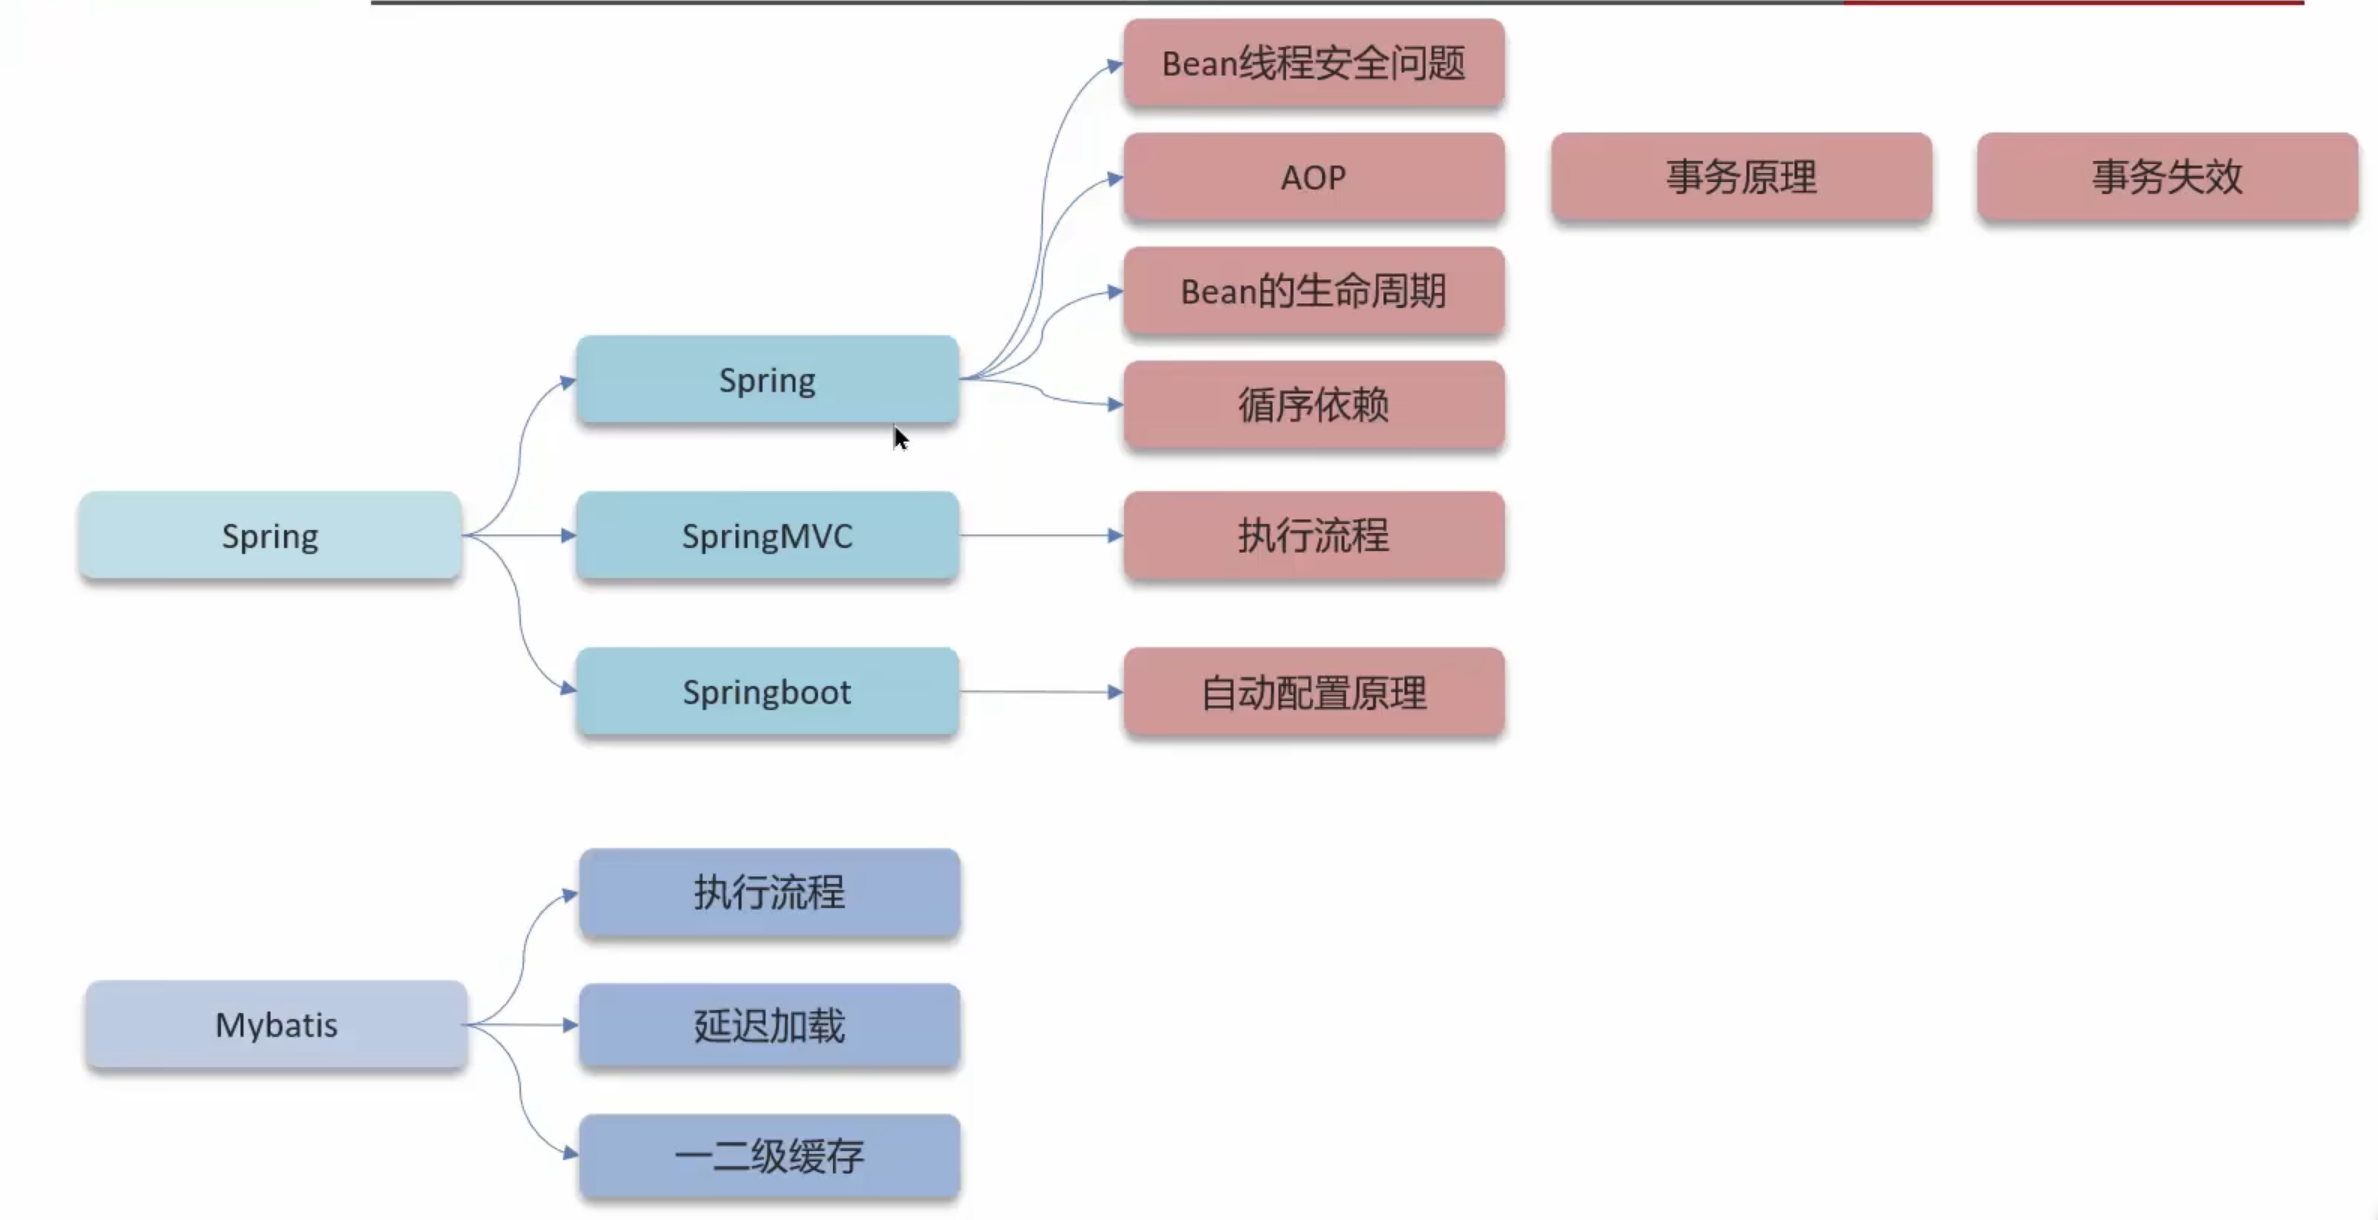 Bean线程安全问题
AOP
事务原理
事务失效
Bean的生命周期
Spring
循序依赖
Spring
SpringMVC
执行流程
Springboot
自动配置原理
执行流程
Mybatis
延迟加载
一二级缓存